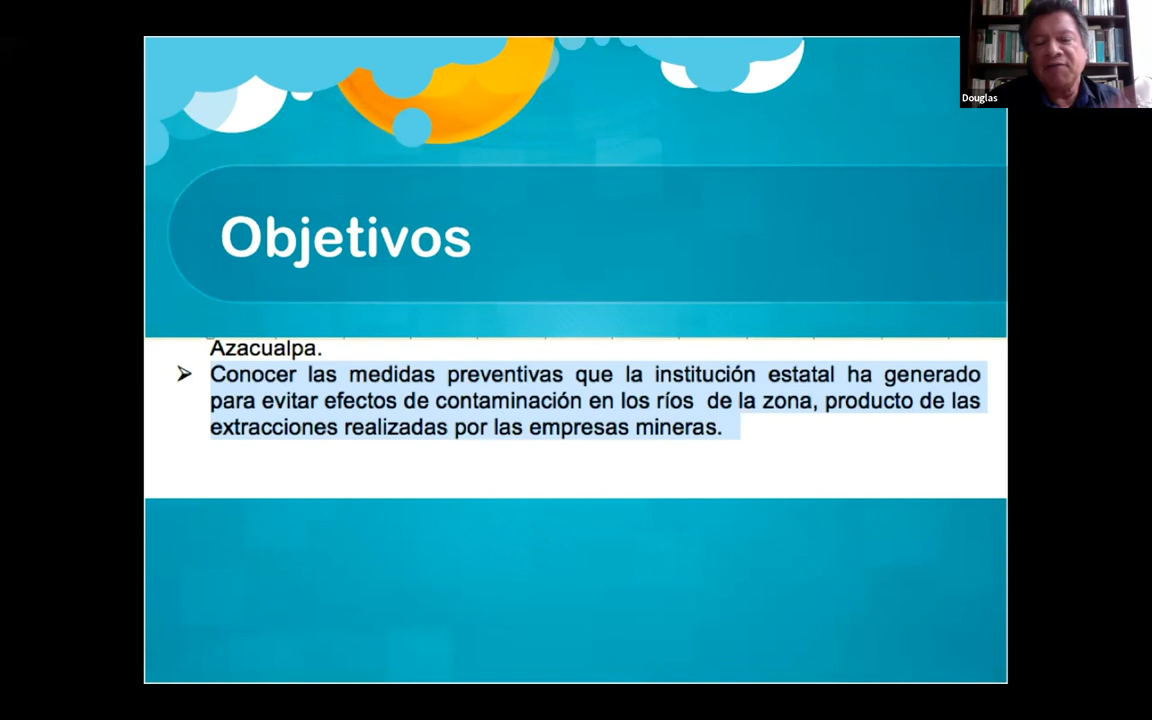 Douglas
Objetivos
Azacualpa.
➢ Conocer las medidas preventivas que la institución estatal ha generado
para evitar efectos de contaminación en los ríos de la zona, producto de las
extracciones realizadas por las empresas mineras.